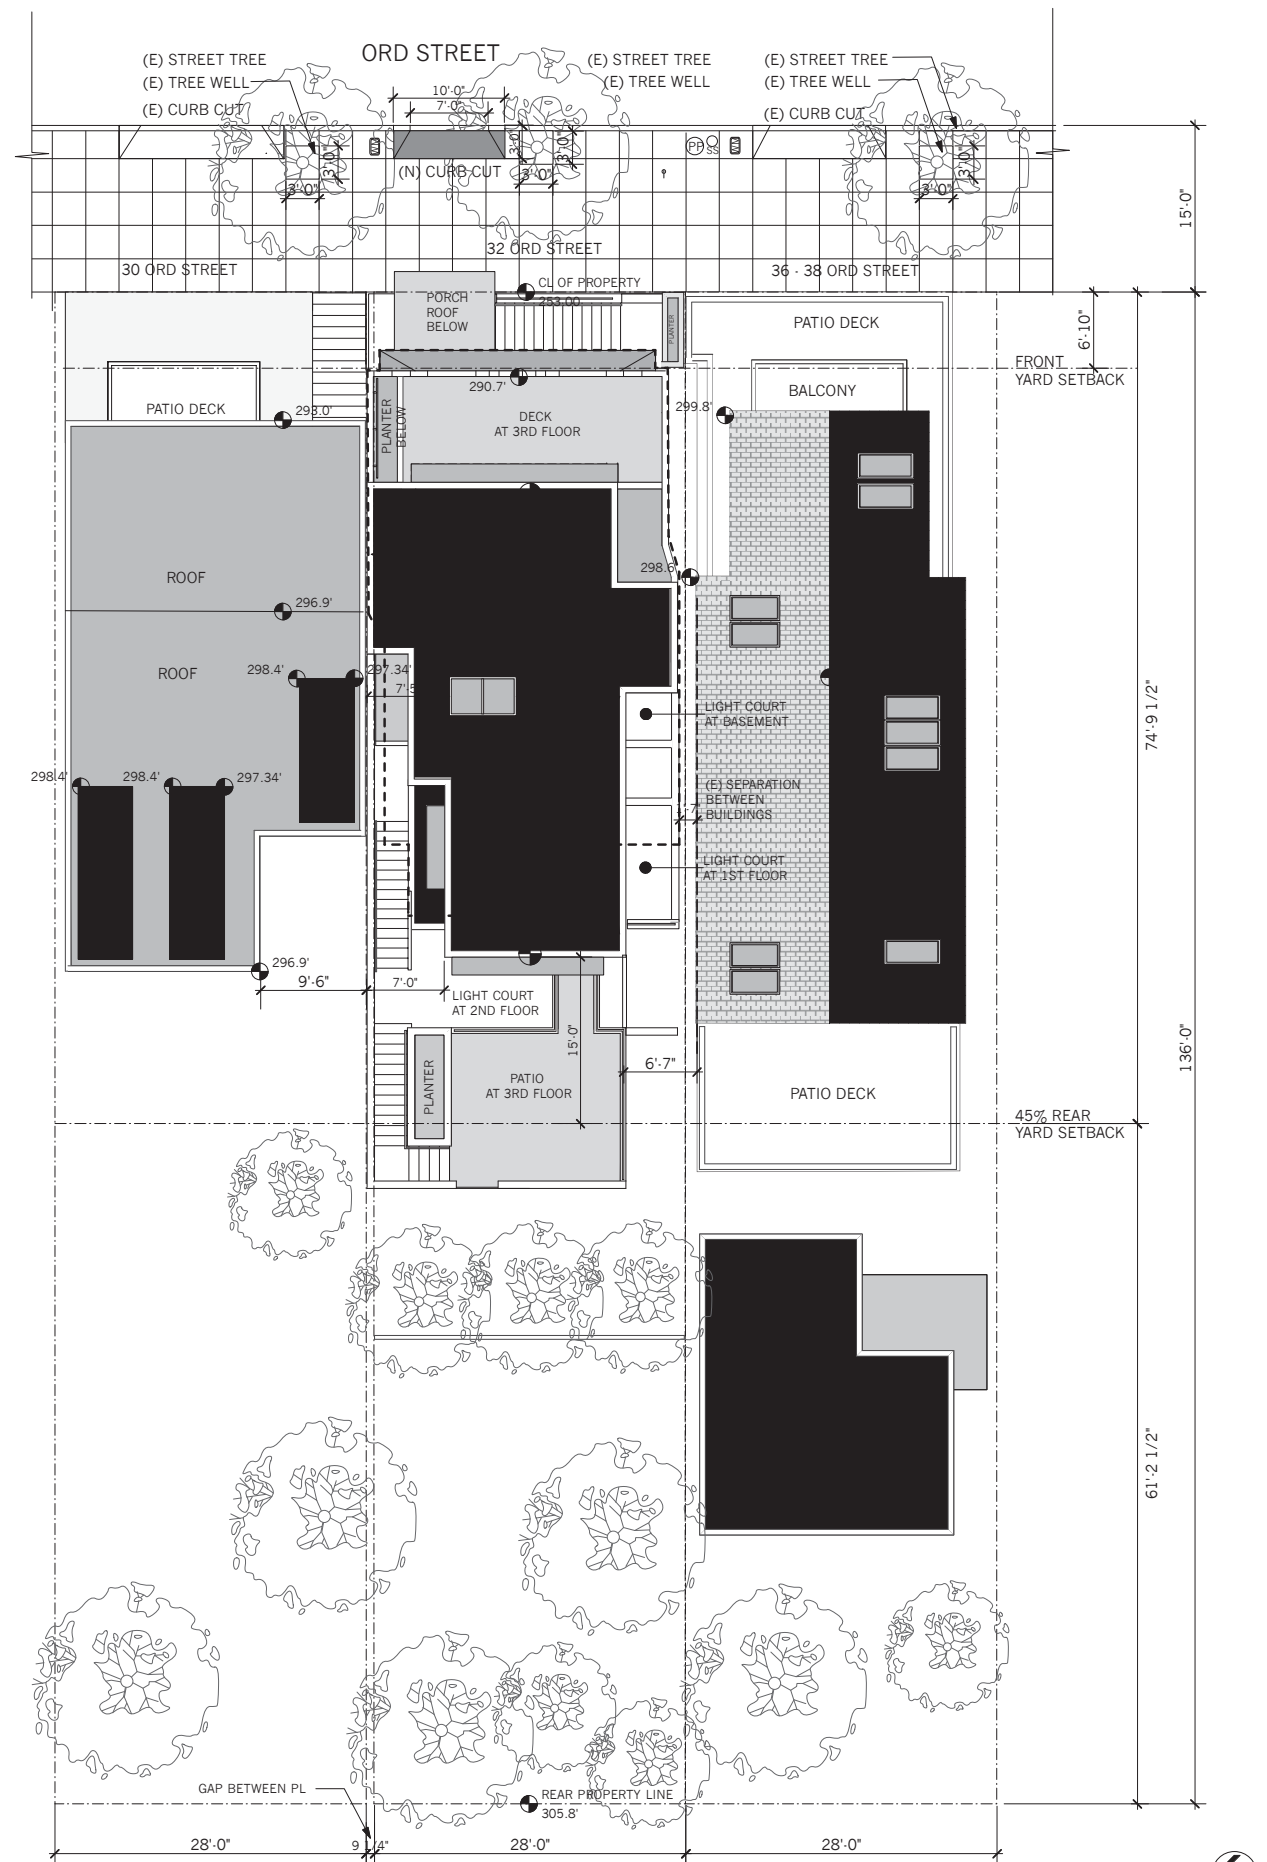 ORD STREET
(E) STREET TREE
(E) TREE WELL
(E) CURB CUT
(E) STREET TREE
(E) TREE WELL
(E) STREET TREE
(E) TREE WELL
(E) CURB CUT
10'-0"
7'-0"
3'-0"
3'-0"
3'-0"
3'-0"
3'-0"
3'-0"
3'-0"
PP
SS
(N) CURB CUT
15'-0"
30 ORD STREET
32 ORD STREET
36 - 38 ORD STREET
CL OF PROPERTY
253.00
PORCH
ROOF
BELOW
PLANTER
PATIO DECK
6'-10"
FRONT
YARD SETBACK
BALCONY
PATIO DECK
293.0'
290.7'
299.8'
PLANTER
BELOW
DECK
AT 3RD FLOOR
ROOF
296.9'
298.6
ROOF
298.4'
297.34'
LIGHT COURT
AT BASEMENT
74'-9 1/2"
298.4'
298.4'
297.34'
(E) SEPARATION
BETWEEN
BUILDINGS
LIGHT COURT
AT 1ST FLOOR
296.9'
9'-6"
7'-0"
LIGHT COURT
AT 2ND FLOOR
15'-0"
6'-7"
PLANTER
PATIO
AT 3RD FLOOR
PATIO DECK
136'-0"
45% REAR
YARD SETBACK
61'-2 1/2"
GAP BETWEEN PL
REAR PROPERTY LINE
305.8'
28'-0"
9 1/4"
28'-0"
28'-0"